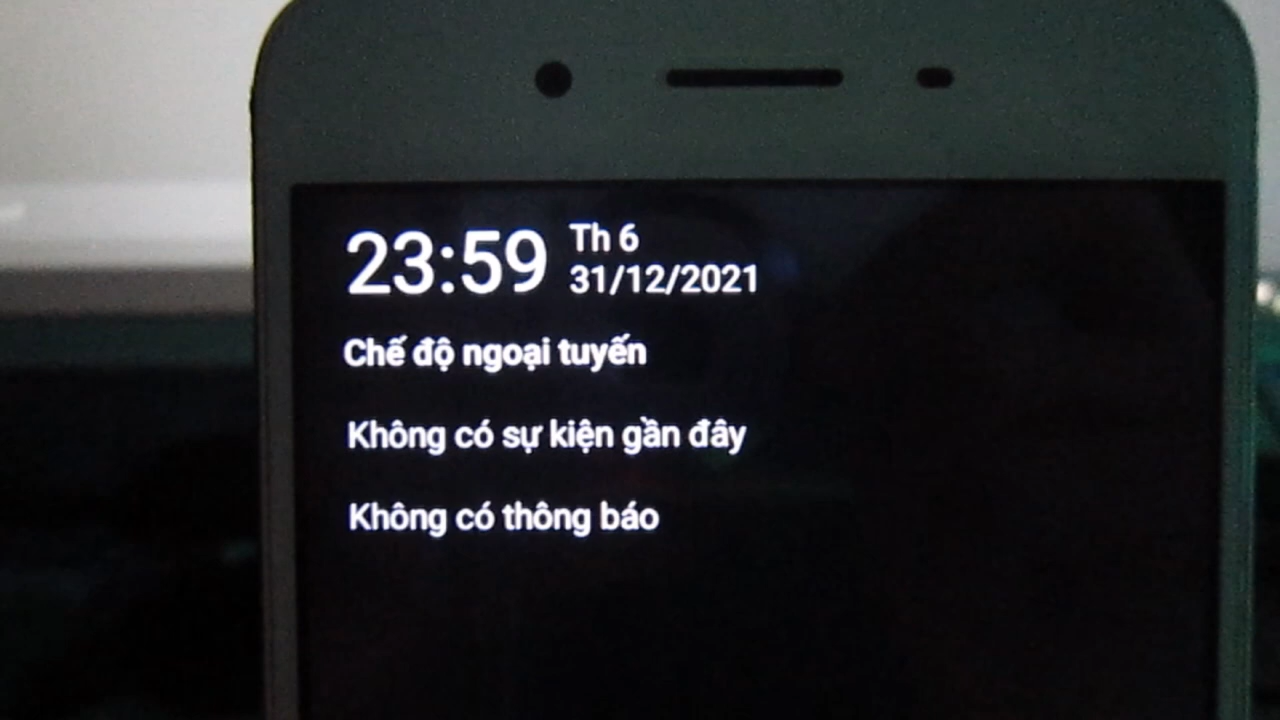 23:59
Th 6
31/12/2021
Chế độ ngoại tuyến
Không có sự kiện gần đây
Không có thông báo